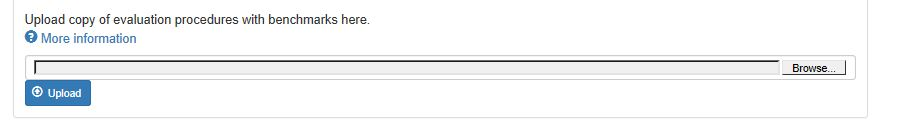 Upload copy of evaluation procedures with benchmarks here.
More information
Browse...
Upload